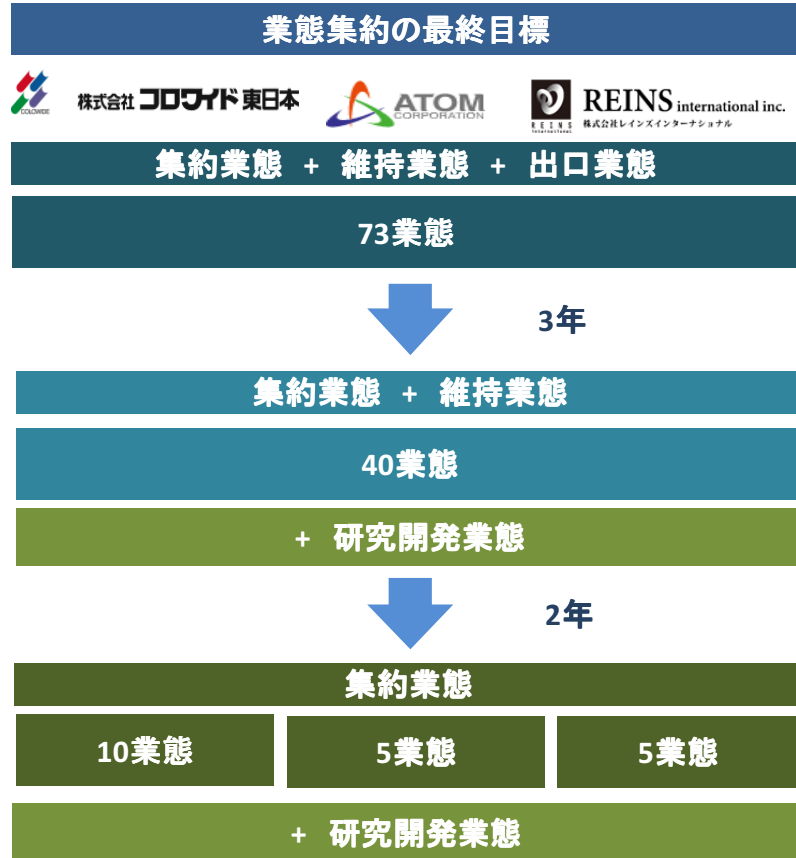 業態集約の最終目標
COLOWIDE
株式会社 コロワイド 東日本
ATOM
CORPORATION
REINS
international
REINS international inc.
株式会社レインズインターナショナル
集約業態 + 維持業態 + 出口業態
73業態
3年
集約業態 + 維持業態
40業態
+ 研究開発業態
2年
集約業態
10業態 5業態 5業態
+ 研究開発業態